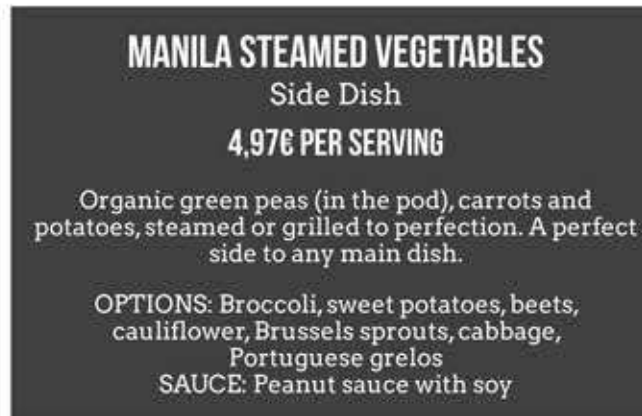 MANILA STEAMED VEGETABLES
Side Dish
4,97€ PER SERVING
Organic green peas (in the pod), carrots and
potatoes, steamed or grilled to perfection. A perfect
side to any main dish.
OPTIONS: Broccoli, sweet potatoes, beets,
cauliflower, Brussels sprouts, cabbage,
Portuguese grelos
SAUCE: Peanut sauce with soy